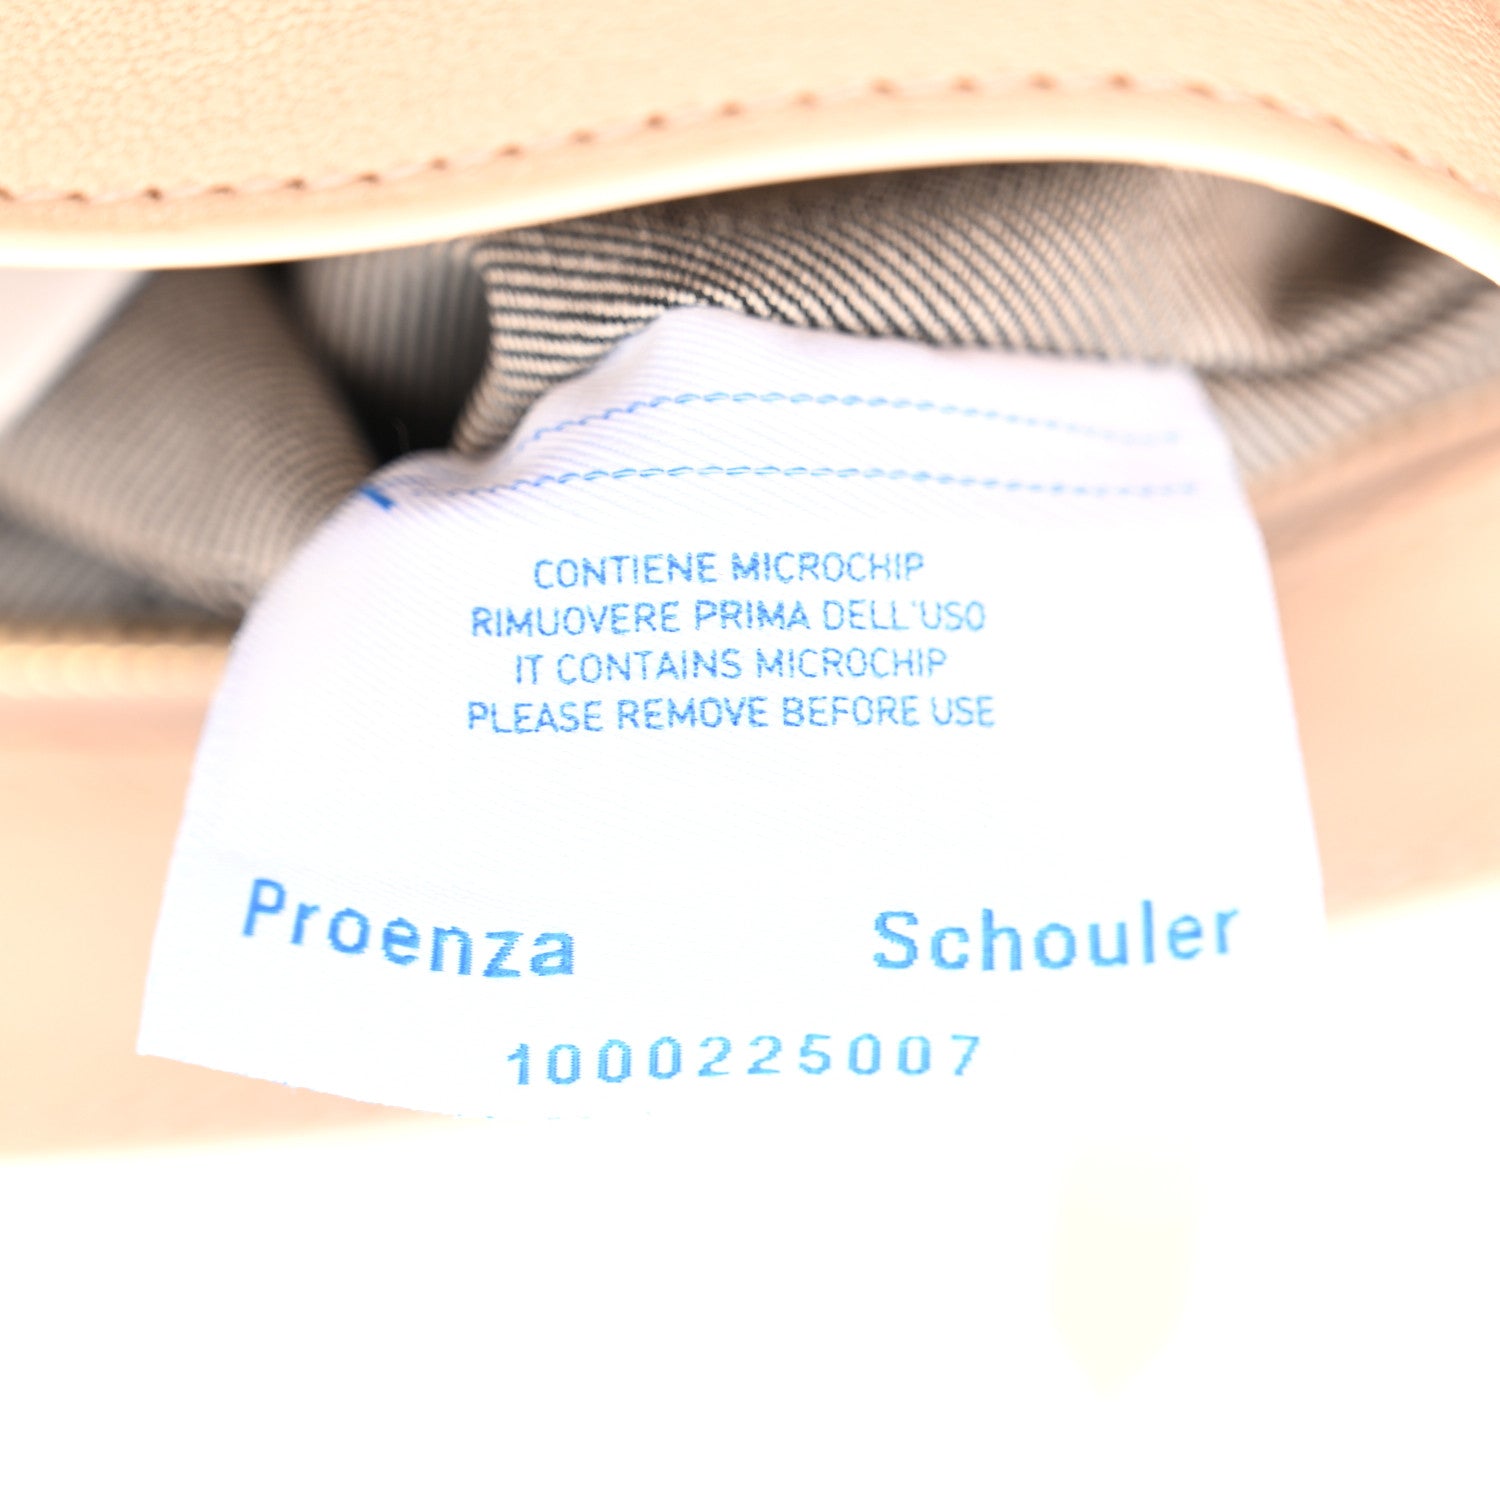 CONTIENE MICROCHIP
RIMUOVERE PRIMA DELL'USO
IT CONTAINS MICROCHIP
PLEASE REMOVE BEFORE USE
Proenza Schouler
1000225007